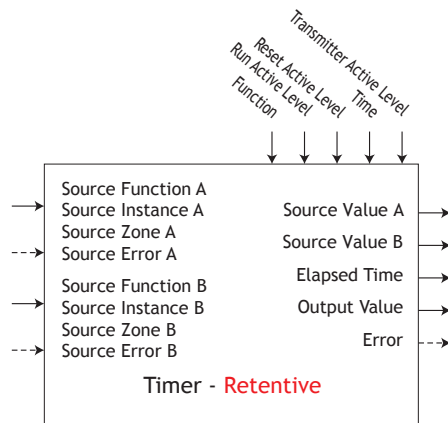 Function
Run Active Level
Reset Active Level
Time
Transmitter Active Level
Source Function A
Source Instance A
Source Zone A
Source Error A
Source Function B
Source Instance B
Source Zone B
Source Error B
Source Value A
Source Value B
Elapsed Time
Output Value
Error
Timer - Retentive